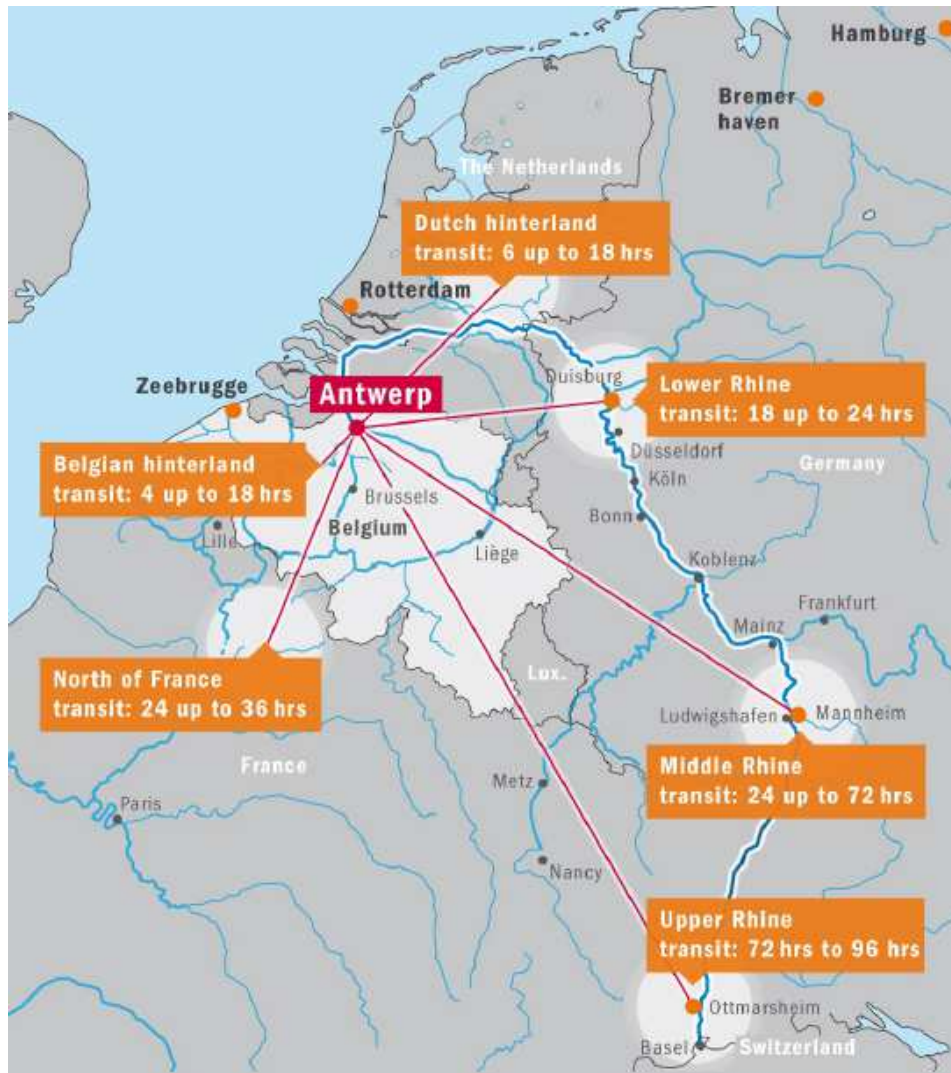 Hamburg
Bremer
haven
The Netherlands
Dutch hinterland
transit: 6 up to 18 hrs
Rotterdam
Duisburg
Zeebrugge
Antwerp
Lower Rhine
transit: 18 up to 24 hrs
Düsseldorf
Germany
Belgian hinterland
transit: 4 up to 18 hrs
Köln
Brussels
Bonn
Belgium
Lille
Liège
Koblenz
Frankfurt
Mainz
North of France
transit: 24 up to 36 hrs
Lux.
Ludwigshafen
Mannheim
France
Middle Rhine
transit: 24 up to 72 hrs
Metz
Paris
Nancy
Upper Rhine
transit: 72 hrs to 96 hrs
Ottmarsheim
Basel
Switzerland